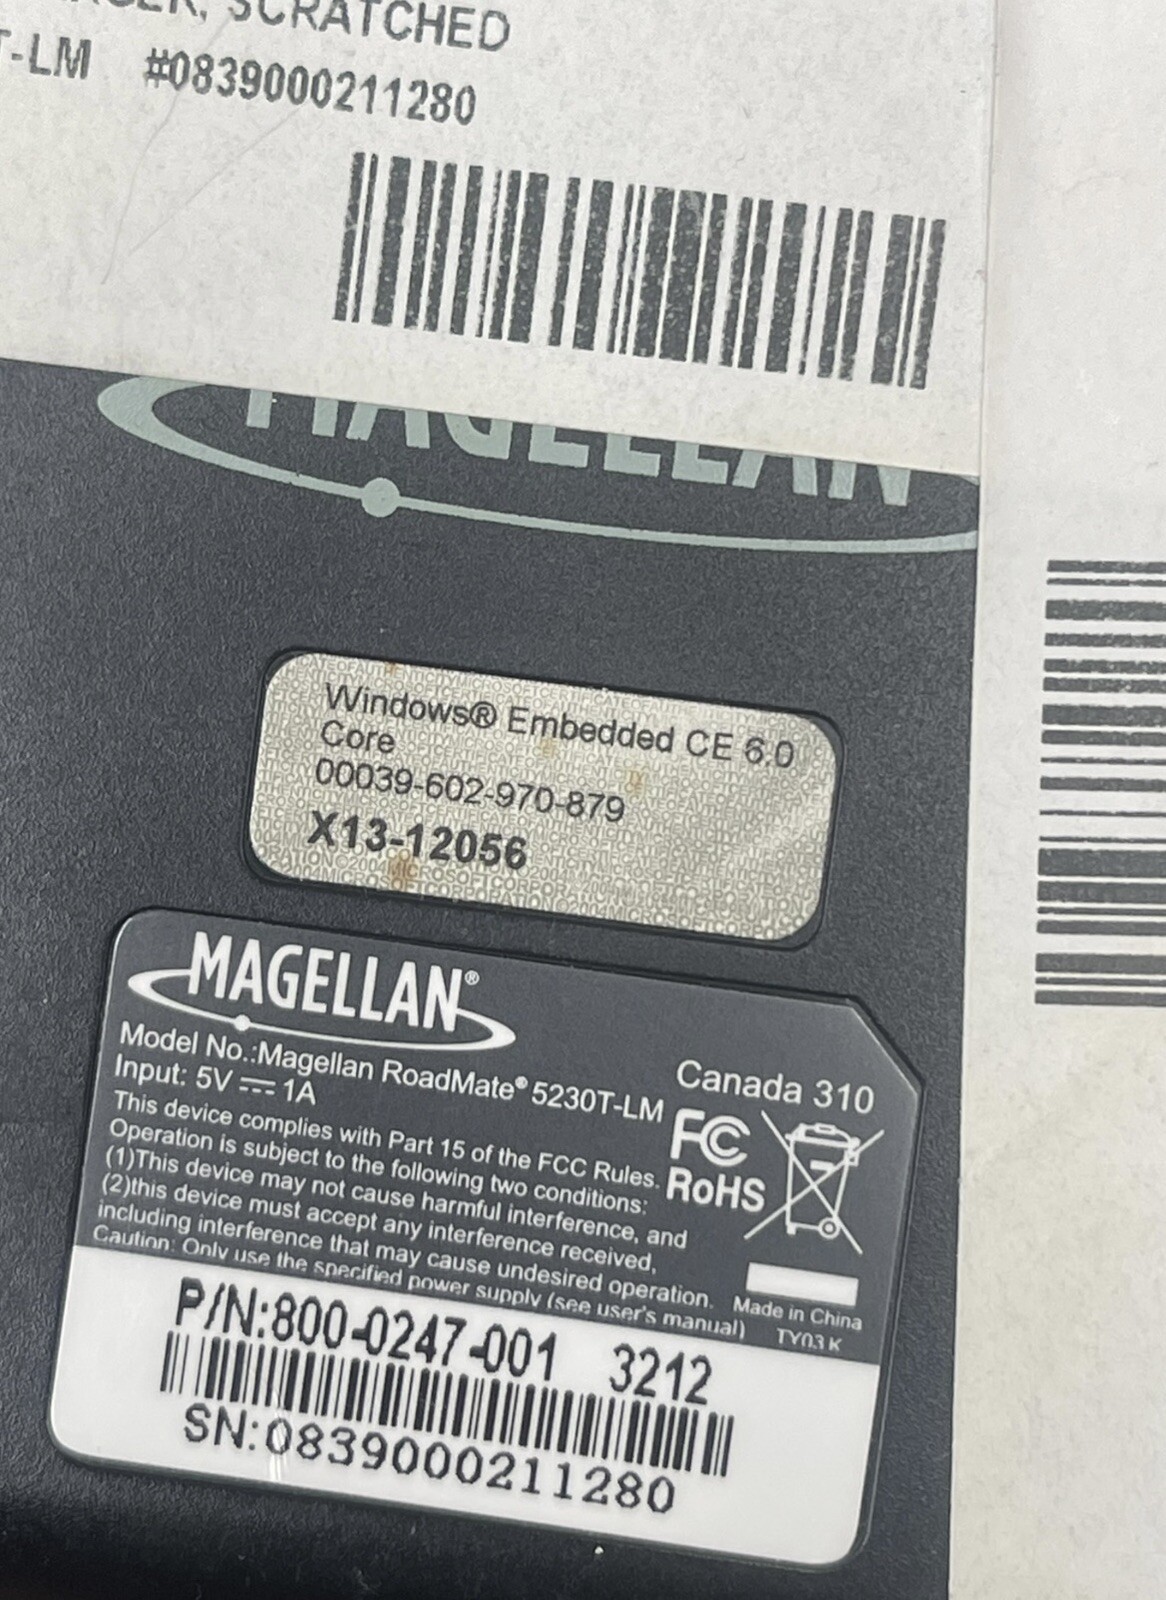 SCRATCHED
T-LM #0839000211280
MAGELLAN
Windows® Embedded CE 6.0
Core
00039-602-970-879
X13-12056
MAGELLAN®
Model No.:Magellan RoadMate® 5230T-LM
Input: 5V 1A
Canada 310
This device complies with Part 15 of the FCC Rules.
Operation is subject to the following two conditions:
(1)This device may not cause harmful interference, and
(2)this device must accept any interference received,
including interference that may cause undesired operation.
Caution: Only use the specified power supply (see user's manual)
FC
RoHS
Made in China
TY03 K
P/N:800-0247-001 3212
SN:0839000211280